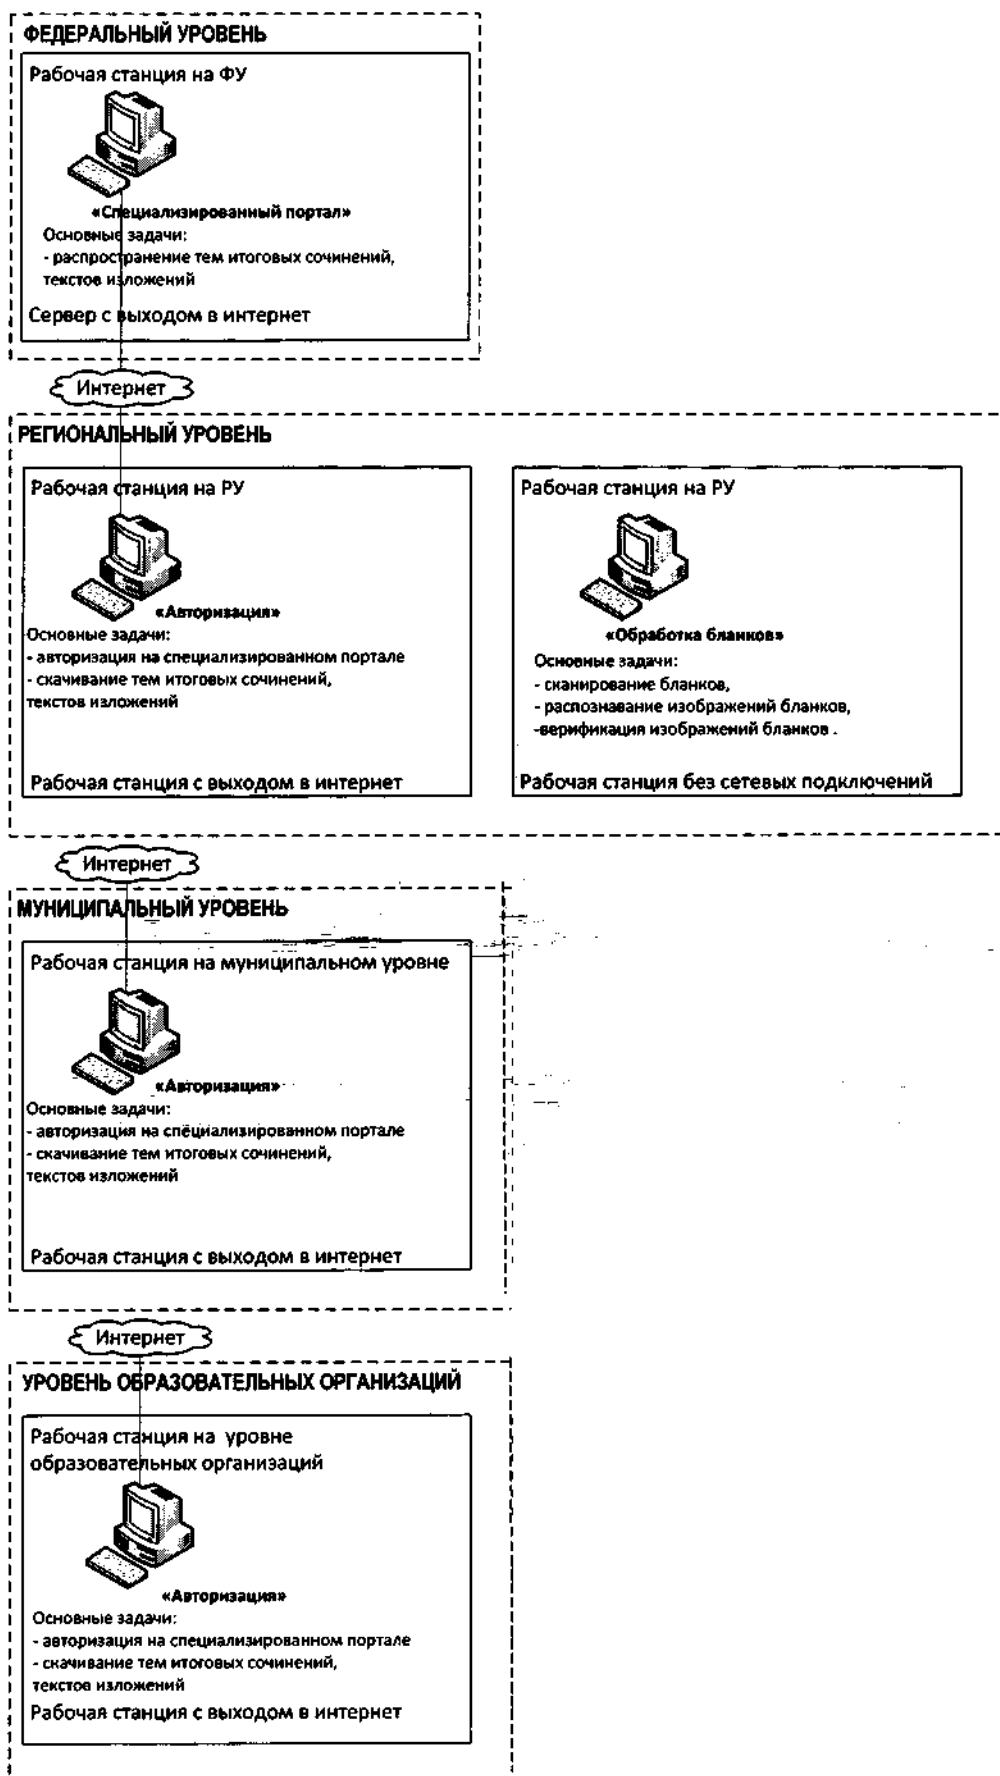 ФЕДЕРАЛЬНЫЙ УРОВЕНЬ
Рабочая станция на ФУ
«Специализированный портал»
Основные задачи:
- распространение тем итоговых сочинений,
текстов изложений
Сервер с выходом в интернет
Интернет
РЕГИОНАЛЬНЫЙ УРОВЕНЬ
Рабочая станция на РУ
«Авторизация»
Основные задачи:
- авторизация на специализированном портале
- скачивание тем итоговых сочинений,
текстов изложений
Рабочая станция с выходом в интернет
Рабочая станция на РУ
«Обработка бланков»
Основные задачи:
- сканирование бланков,
- распознавание изображений бланков,
-верификация изображений бланков .
Рабочая станция без сетевых подключений
Интернет
МУНИЦИПАЛЬНЫЙ УРОВЕНЬ
Рабочая станция на муниципальном уровне
«Авторизация»
Основные задачи:
- авторизация на специализированном портале
- скачивание тем итоговых сочинений,
текстов изложений
Рабочая станция с выходом в интернет
Интернет
УРОВЕНЬ ОБРАЗОВАТЕЛЬНЫХ ОРГАНИЗАЦИЙ
Рабочая станция на уровне
образовательных организаций
«Авторизация»
Основные задачи:
- авторизация на специализированном портале
- скачивание тем итоговых сочинений,
текстов изложений
Рабочая станция с выходом в интернет